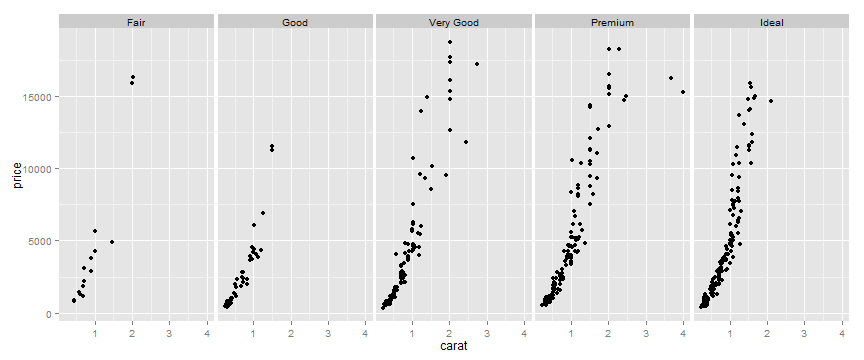 Fair Good Very Good Premium Ideal
price
15000
10000
5000
0
1 2 3 4 1 2 3 4 1 2 3 4 1 2 3 4 1 2 3 4
carat